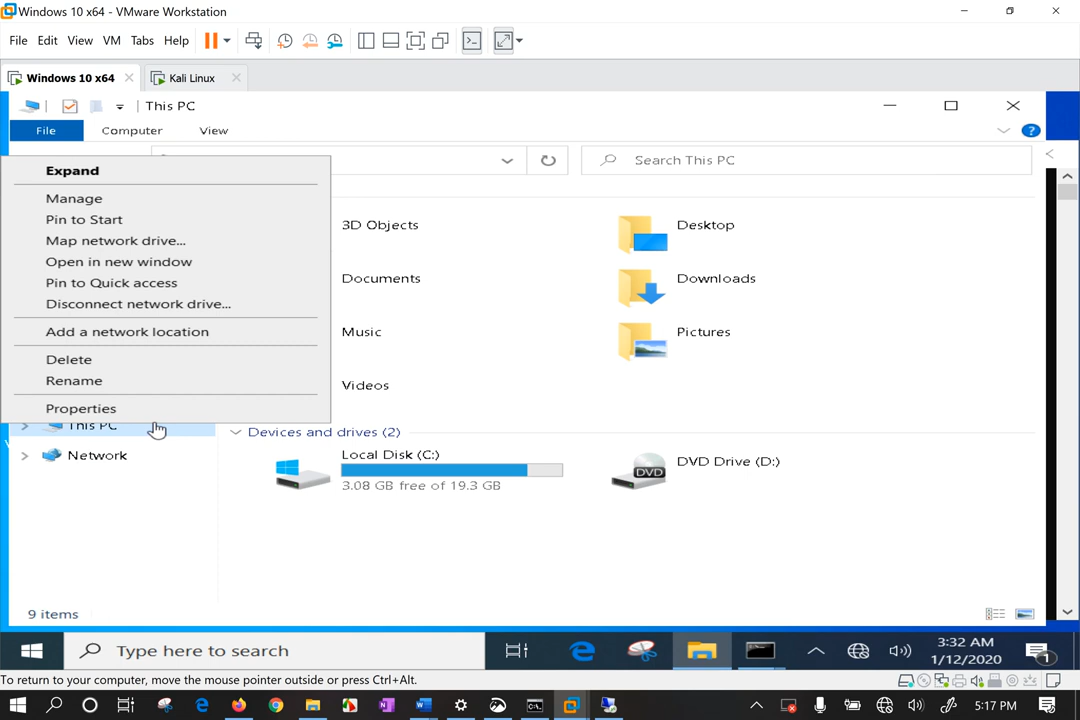 Windows 10 x64 - VMware Workstation
File Edit View VM Tabs Help
Windows 10 x64
Kali Linux
This PC
File Computer View
Search This PC
Expand
Manage
Pin to Start
Map network drive...
Open in new window
Pin to Quick access
Disconnect network drive...
Add a network location
Delete
Rename
Properties
This PC
Network
3D Objects
Desktop
Documents
Downloads
Music
Pictures
Videos
Devices and drives (2)
Local Disk (C:)
3.08 GB free of 19.3 GB
DVD
DVD Drive (D:)
9 items
Type here to search
3:32 AM
1/12/2020
1
To return to your computer, move the mouse pointer outside or press Ctrl+Alt.
5:17 PM